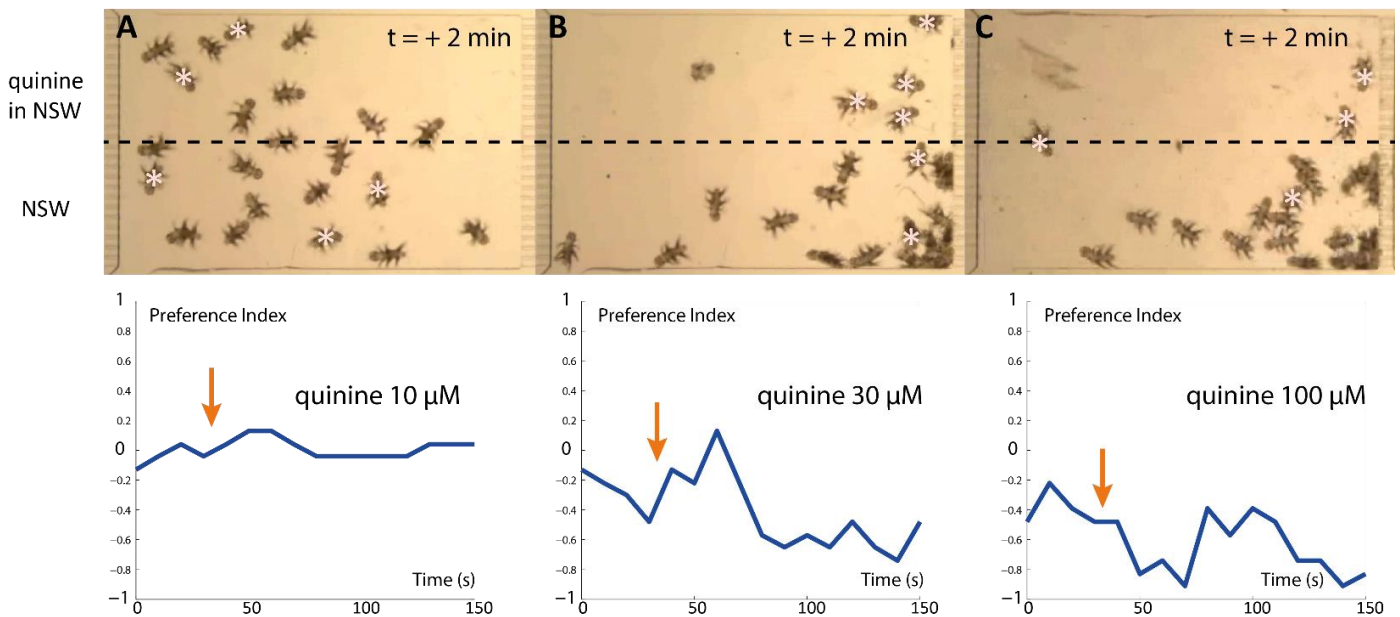 A
t = + 2 min
B
t = + 2 min
C
t = + 2 min
quinine
in NSW
NSW
* * * * * *
* * * * * *
* * * *
1
0.8
0.6
0.4
0.2
0
−0.2
−0.4
−0.6
−0.8
−1
Preference Index
quinine 10 µM
Time (s)
0 50 100 150
1
0.8
0.6
0.4
0.2
0
−0.2
−0.4
−0.6
−0.8
−1
Preference Index
quinine 30 µM
Time (s)
0 50 100 150
1
0.8
0.6
0.4
0.2
0
−0.2
−0.4
−0.6
−0.8
−1
Preference Index
quinine 100 µM
Time (s)
0 50 100 150